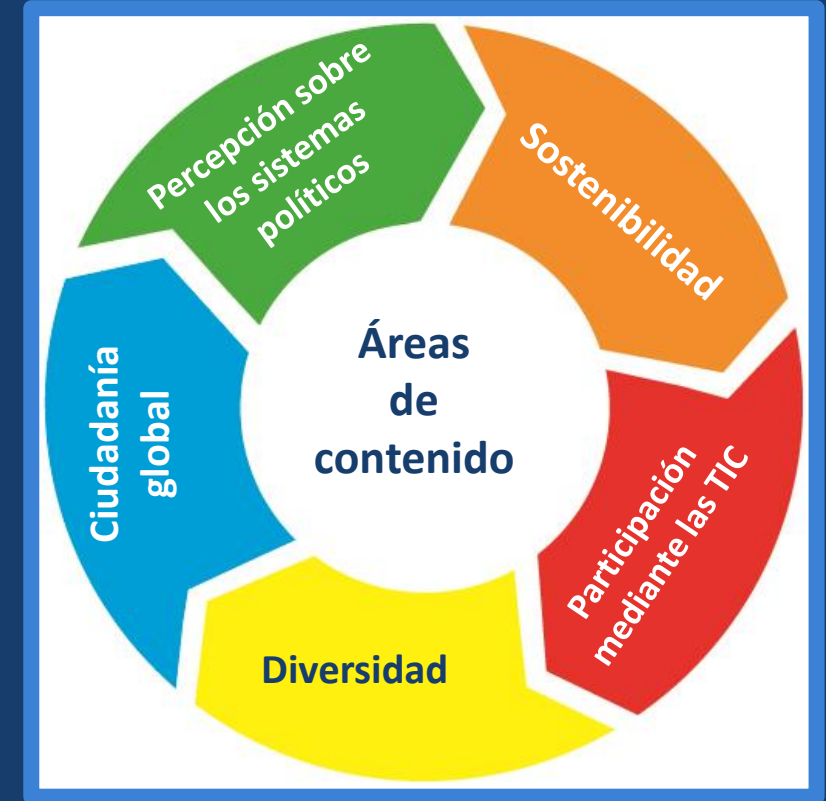 Percepción sobre
los sistemas
políticos
Sostenibilidad
Áreas
de
contenido
Ciudadanía
global
Participación
mediante las TIC
Diversidad